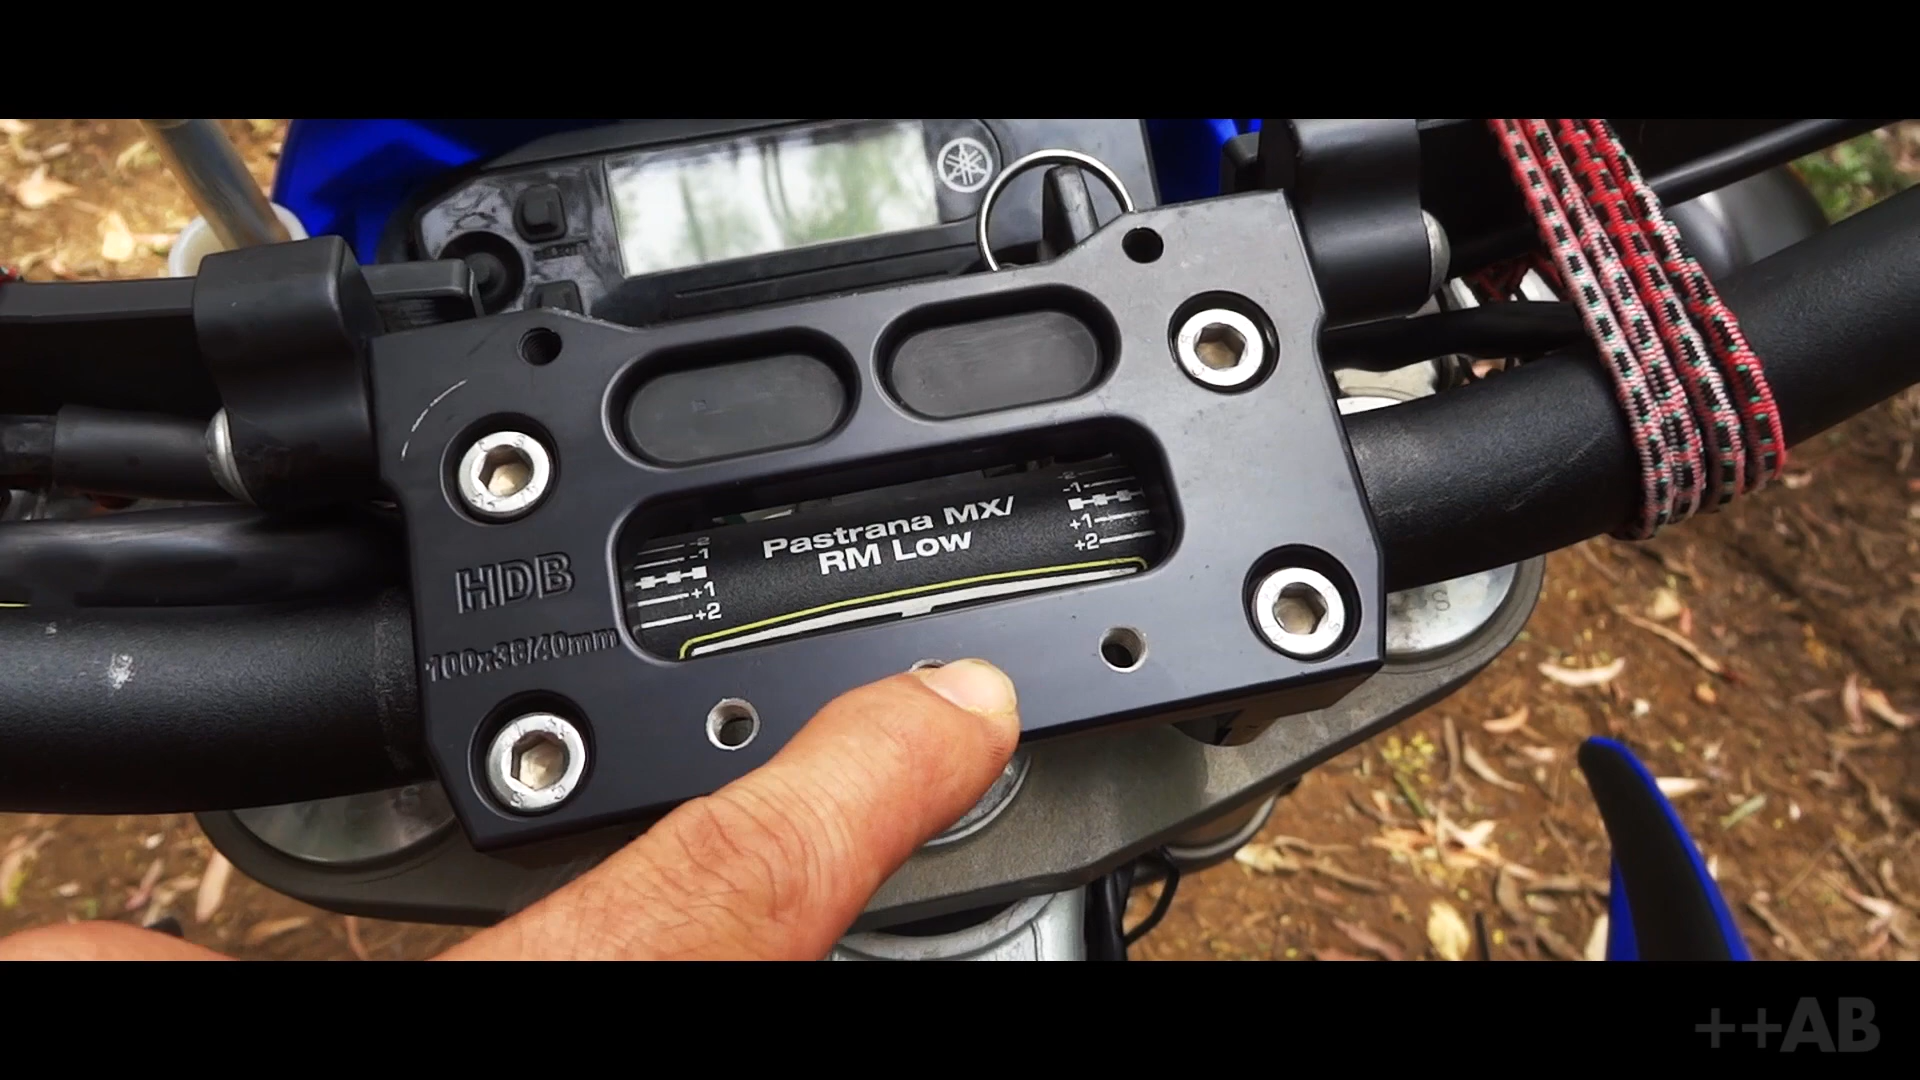 -2
-1
+1
+2
Pastrana MX/
RM Low
-2
-1
+1
+2
HDB
100x38/40mm
++AB